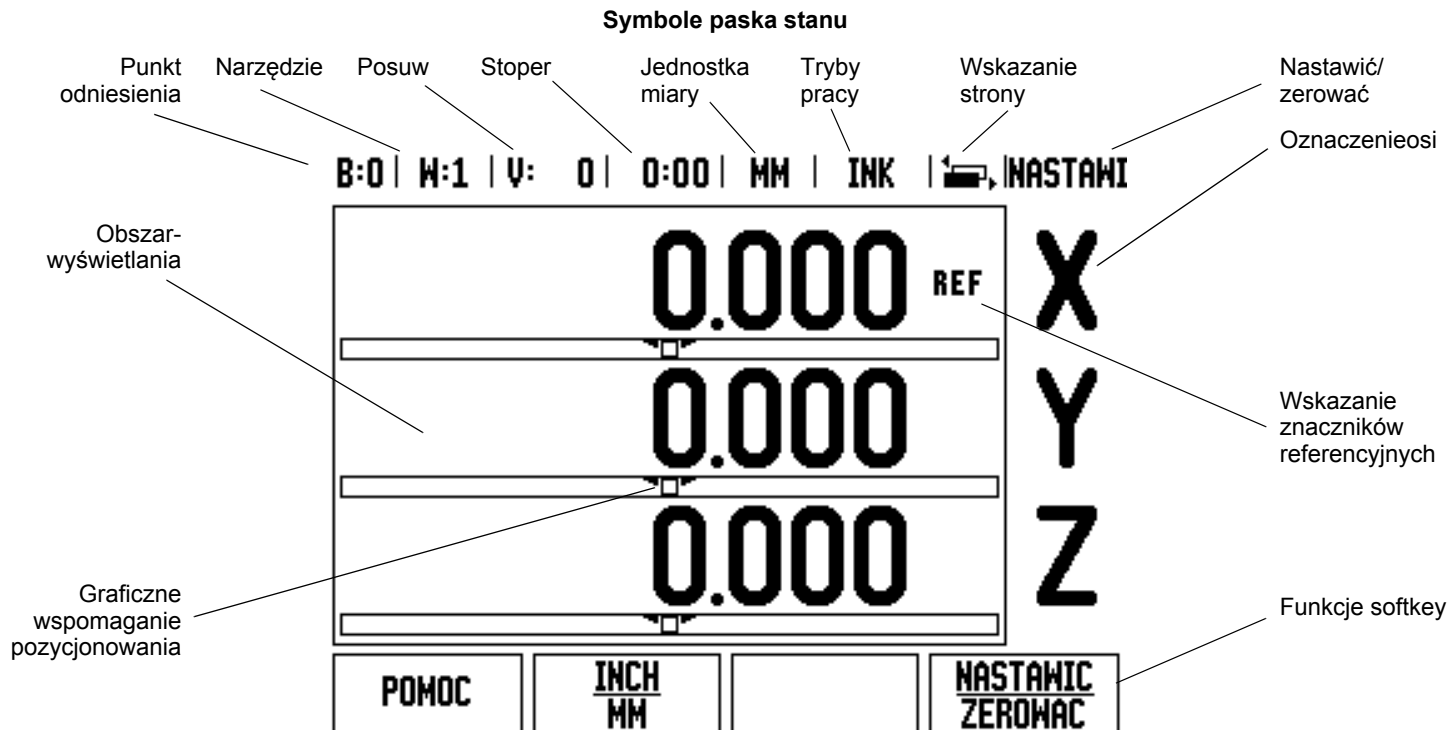 Symbole paska stanu
Punkt
odniesienia
Narzędzie
Posuw
Stoper
Jednostka
miary
Tryby
pracy
Wskazanie
strony
Nastawić/
zerować
Oznaczenieosi
B:0 | W:1 | V: 0 | 0:00 | MM | INK | NASTAWI
Obszar-
wyświetlania
0.000 REF X
0.000 Y
0.000 Z
Wskazanie
znaczników
referencyjnych
Graficzne
wspomaganie
pozycjonowania
Funkcje softkey
POMOC
INCH
MM
NASTAWIC
ZEROWAC